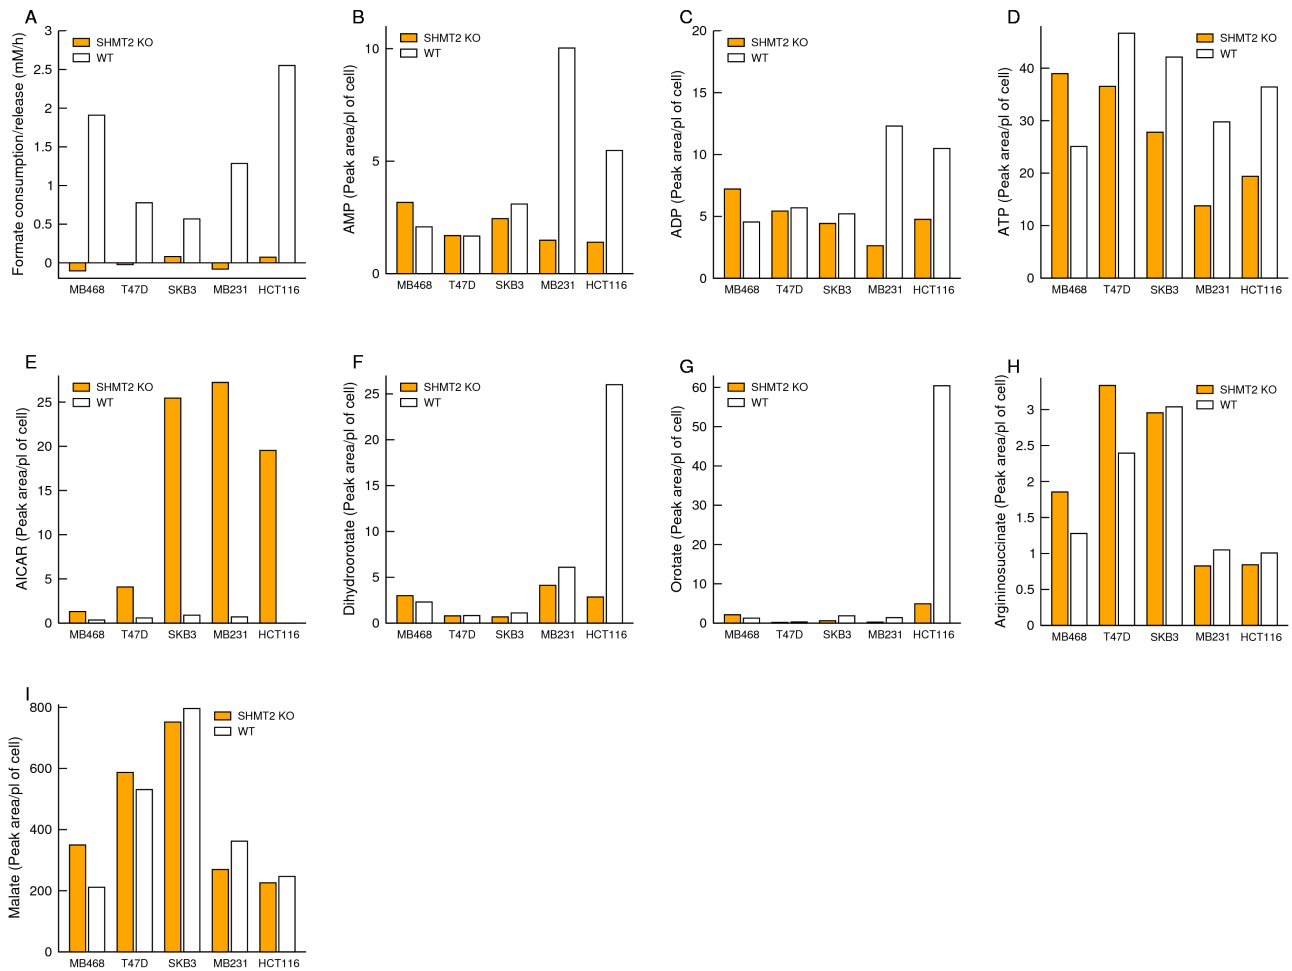 A
Formate consumption/release (mM/h)
3
2.5
2
1.5
1
0.5
0
SHMT2 KO
WT
MB468 T47D SKB3 MB231 HCT116
B
AMP (Peak area/pl of cell)
10
5
0
SHMT2 KO
WT
MB468 T47D SKB3 MB231 HCT116
C
ADP (Peak area/pl of cell)
20
15
10
5
0
SHMT2 KO
WT
MB468 T47D SKB3 MB231 HCT116
D
ATP (Peak area/pl of cell)
40
30
20
10
0
SHMT2 KO
WT
MB468 T47D SKB3 MB231 HCT116
E
AICAR (Peak area/pl of cell)
25
20
15
10
5
0
SHMT2 KO
WT
MB468 T47D SKB3 MB231 HCT116
F
Dihydroorotate (Peak area/pl of cell)
25
20
15
10
5
0
SHMT2 KO
WT
MB468 T47D SKB3 MB231 HCT116
G
Orotate (Peak area/pl of cell)
60
50
40
30
20
10
0
SHMT2 KO
WT
MB468 T47D SKB3 MB231 HCT116
H
Argininosuccinate (Peak area/pl of cell)
3
2.5
2
1.5
1
0.5
0
SHMT2 KO
WT
MB468 T47D SKB3 MB231 HCT116
I
Malate (Peak area/pl of cell)
800
600
400
200
0
SHMT2 KO
WT
MB468 T47D SKB3 MB231 HCT116